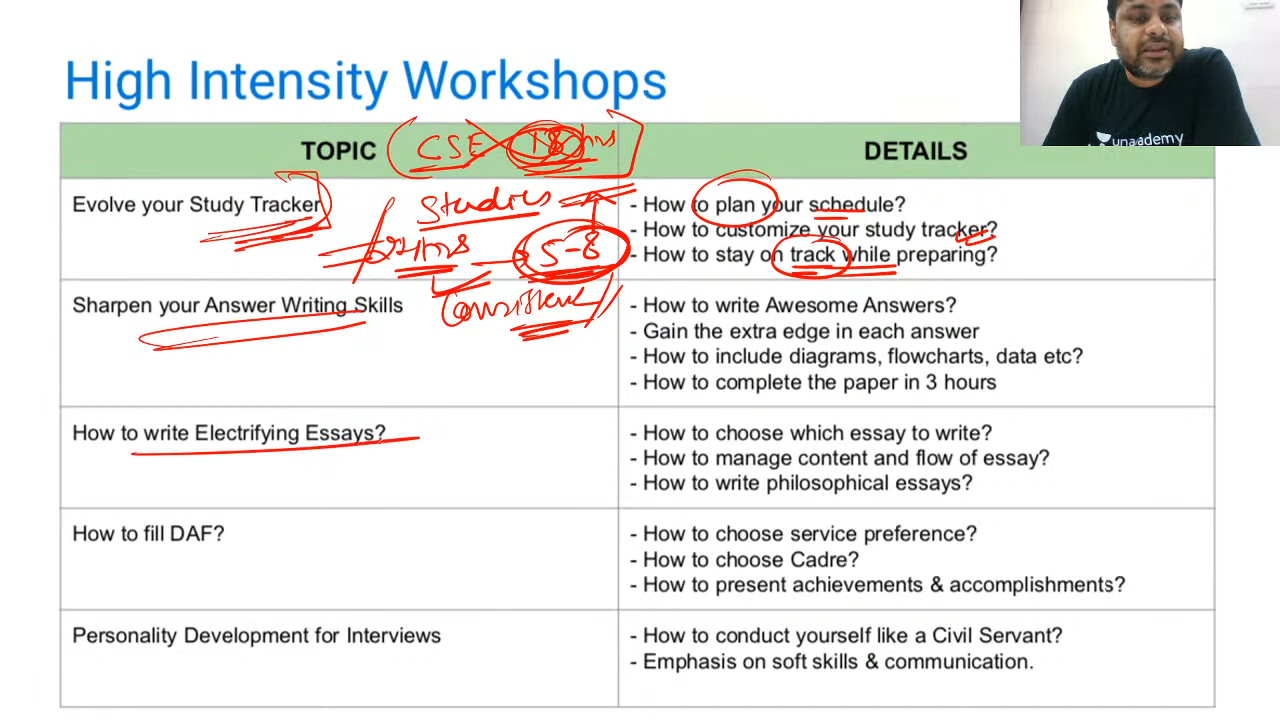 High Intensity Workshops
unacademy
TOPIC
DETAILS
CSE 18 hrs
Evolve your Study Tracker
Studies
5-8
Consistent
- How to plan your schedule?
- How to customize your study tracker?
- How to stay on track while preparing?
Sharpen your Answer Writing Skills
- How to write Awesome Answers?
- Gain the extra edge in each answer
- How to include diagrams, flowcharts, data etc?
- How to complete the paper in 3 hours
How to write Electrifying Essays?
- How to choose which essay to write?
- How to manage content and flow of essay?
- How to write philosophical essays?
How to fill DAF?
- How to choose service preference?
- How to choose Cadre?
- How to present achievements & accomplishments?
Personality Development for Interviews
- How to conduct yourself like a Civil Servant?
- Emphasis on soft skills & communication.